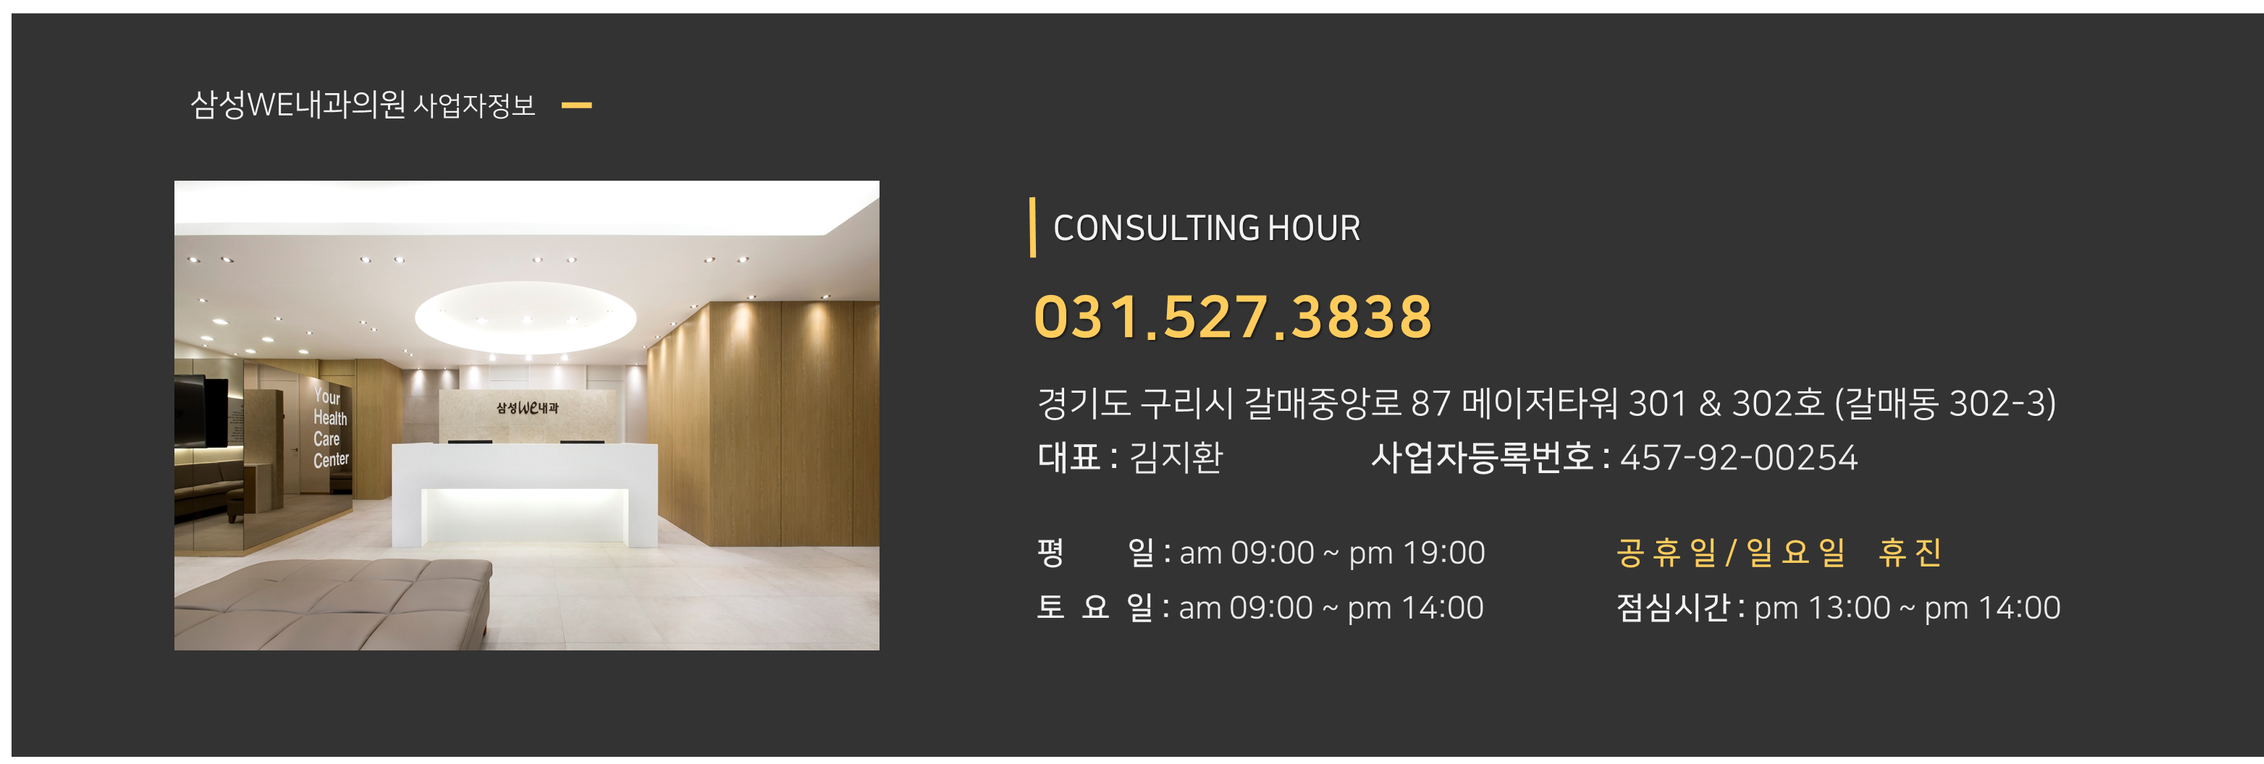 삼성WE내과의원 사업자정보
삼성we내과
Your
Health
Care
Center
CONSULTING HOUR
031.527.3838
경기도 구리시 갈매중앙로 87 메이저타워 301 & 302호 (갈매동 302-3)
대표 : 김지환 사업자등록번호 : 457-92-00254
평 일 : am 09:00 ~ pm 19:00 공휴일/일요일 휴진
토 요 일 : am 09:00 ~ pm 14:00 점심시간 : pm 13:00 ~ pm 14:00